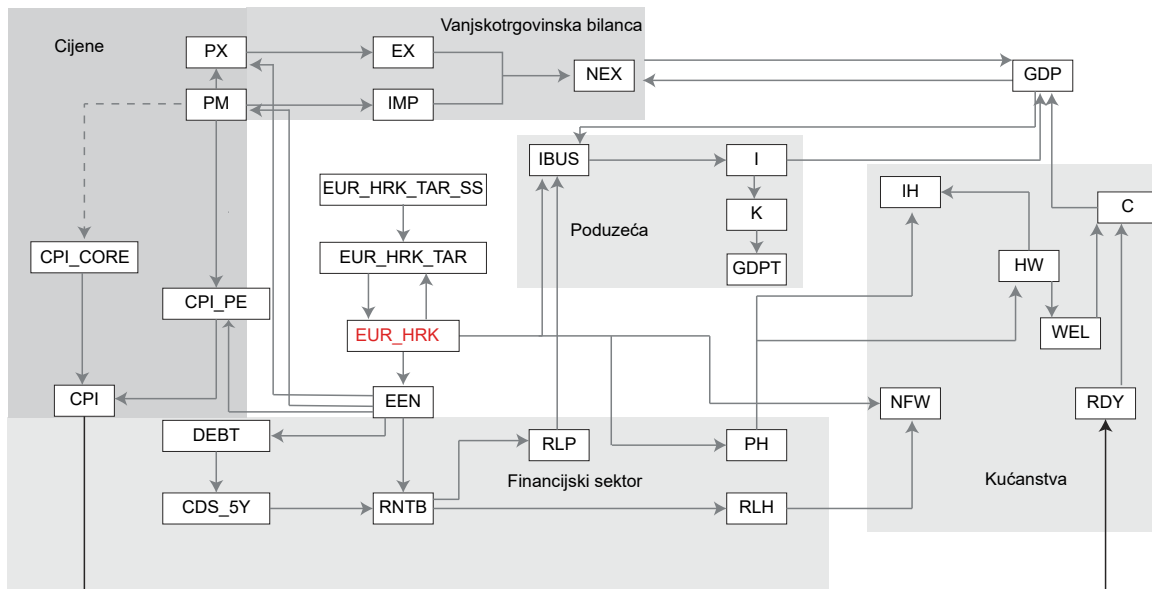 Vanjskotrgovinska bilanca
Cijene
PX
EX
NEX
GDP
PM
IMP
IBUS
I
EUR_HRK_TAR_SS
IH
C
K
Poduzeća
CPI_CORE
EUR_HRK_TAR
GDPT
HW
CPI_PE
EUR_HRK
WEL
CPI
EEN
NFW
RDY
DEBT
RLP
PH
Financijski sektor
Kućanstva
CDS_5Y
RNTB
RLH